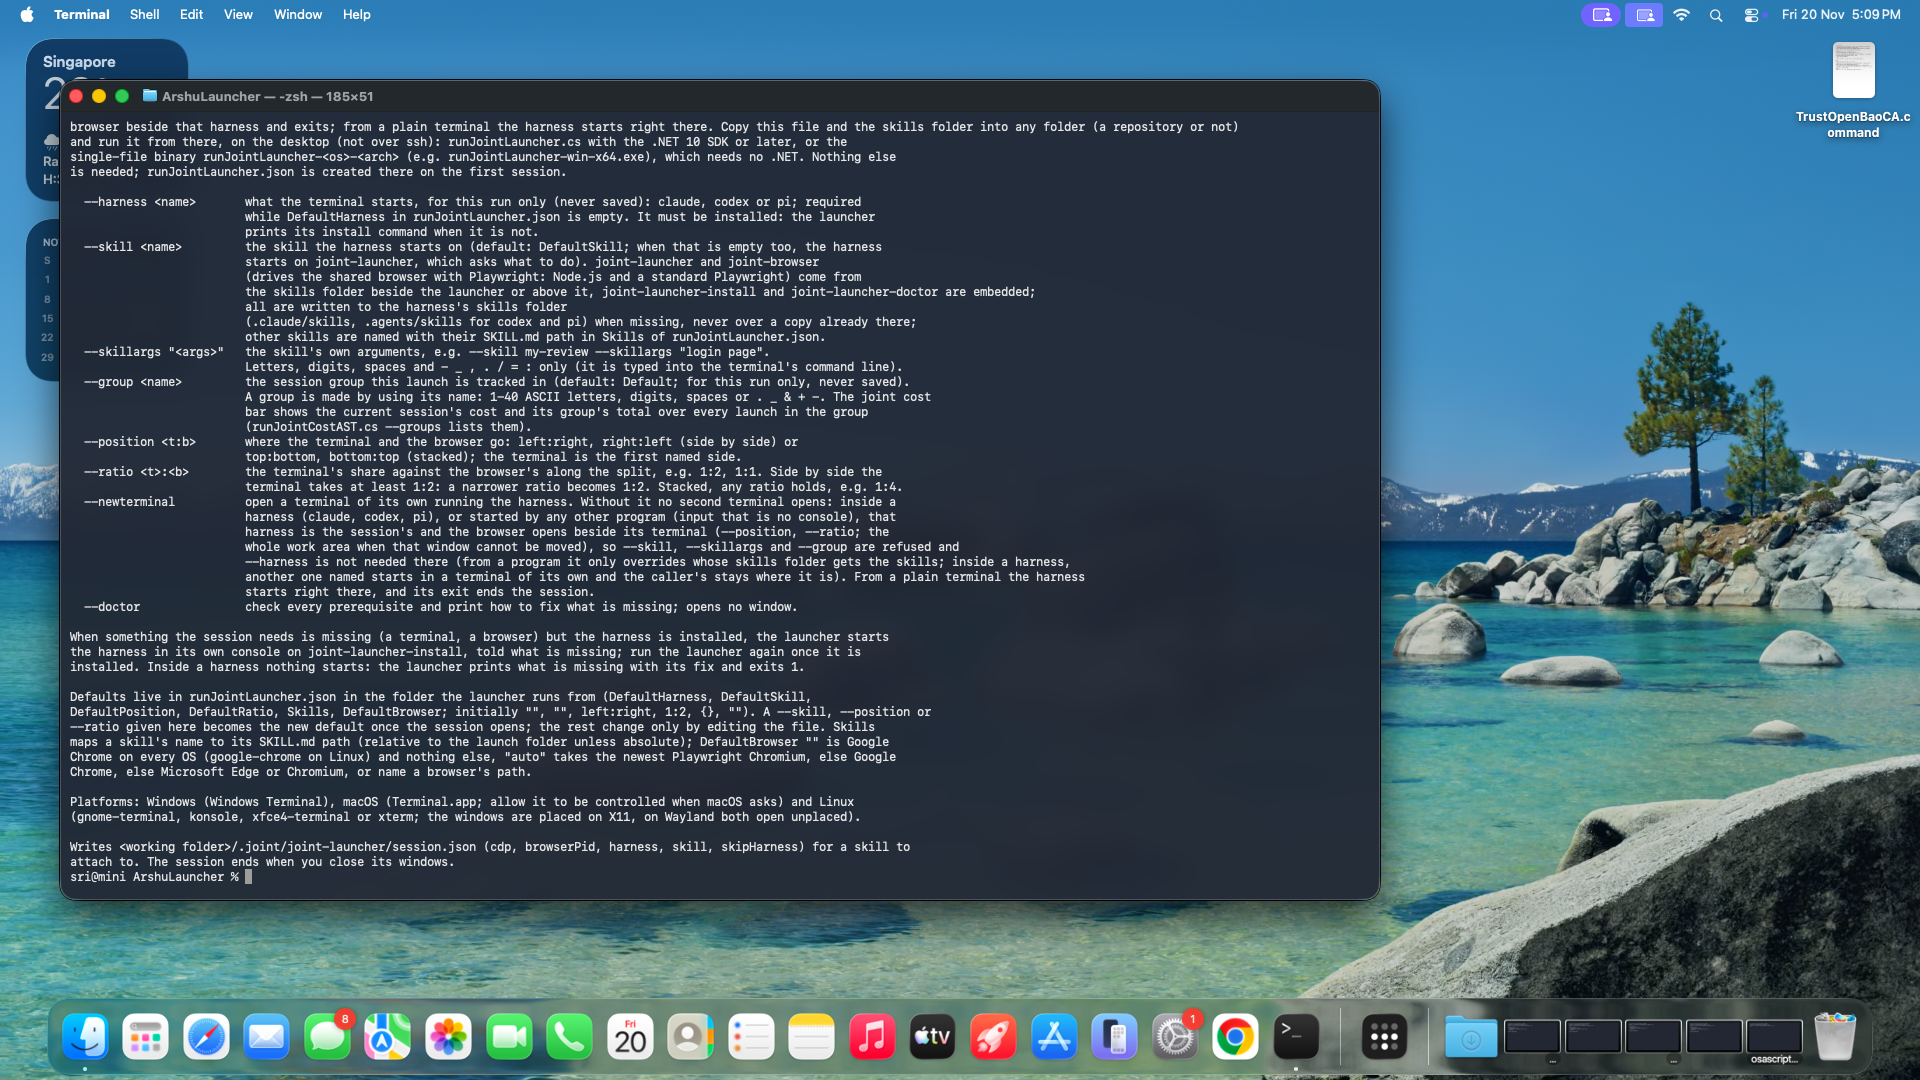 Terminal Shell Edit View Window Help
Fri 20 Nov 5:09 PM
Singapore
H:
NO
S
1
8
15
22
29
TrustOpenBaoCA.c
ommand
ArshuLauncher — -zsh — 185×51
browser beside that harness and exits; from a plain terminal the harness starts right there. Copy this file and the skills folder into any folder (a repository or not)
and run it from there, on the desktop (not over ssh): runJointLauncher.cs with the .NET 10 SDK or later, or the
single-file binary runJointLauncher-<os>-<arch> (e.g. runJointLauncher-win-x64.exe), which needs no .NET. Nothing else
is needed; runJointLauncher.json is created there on the first session.
--harness <name> what the terminal starts, for this run only (never saved): claude, codex or pi; required
while DefaultHarness in runJointLauncher.json is empty. It must be installed: the launcher
prints its install command when it is not.
--skill <name> the skill the harness starts on (default: DefaultSkill; when that is empty too, the harness
starts on joint-launcher, which asks what to do). joint-launcher and joint-browser
(drives the shared browser with Playwright: Node.js and a standard Playwright) come from
the skills folder beside the launcher or above it, joint-launcher-install and joint-launcher-doctor are embedded;
all are written to the harness's skills folder
(.claude/skills, .agents/skills for codex and pi) when missing, never over a copy already there;
other skills are named with their SKILL.md path in Skills of runJointLauncher.json.
--skillargs "<args>" the skill's own arguments, e.g. --skill my-review --skillargs "login page".
Letters, digits, spaces and - _ , . / = : only (it is typed into the terminal's command line).
--group <name> the session group this launch is tracked in (default: Default; for this run only, never saved).
A group is made by using its name: 1-40 ASCII letters, digits, spaces or . _ & + -. The joint cost
bar shows the current session's cost and its group's total over every launch in the group
(runJointCostAST.cs --groups lists them).
--position <t:b> where the terminal and the browser go: left:right, right:left (side by side) or
top:bottom, bottom:top (stacked); the terminal is the first named side.
--ratio <t>:<b> the terminal's share against the browser's along the split, e.g. 1:2, 1:1. Side by side the
terminal takes at least 1:2: a narrower ratio becomes 1:2. Stacked, any ratio holds, e.g. 1:4.
--newterminal open a terminal of its own running the harness. Without it no second terminal opens: inside a
harness (claude, codex, pi), or started by any other program (input that is no console), that
harness is the session's and the browser opens beside its terminal (--position, --ratio; the
whole work area when that window cannot be moved), so --skill, --skillargs and --group are refused and
--harness is not needed there (from a program it only overrides whose skills folder gets the skills; inside a harness,
another one named starts in a terminal of its own and the caller's stays where it is). From a plain terminal the harness
starts right there, and its exit ends the session.
--doctor check every prerequisite and print how to fix what is missing; opens no window.
When something the session needs is missing (a terminal, a browser) but the harness is installed, the launcher starts
the harness in its own console on joint-launcher-install, told what is missing; run the launcher again once it is
installed. Inside a harness nothing starts: the launcher prints what is missing with its fix and exits 1.
Defaults live in runJointLauncher.json in the folder the launcher runs from (DefaultHarness, DefaultSkill,
DefaultPosition, DefaultRatio, Skills, DefaultBrowser; initially "", "", left:right, 1:2, {}, ""). A --skill, --position or
--ratio given here becomes the new default once the session opens; the rest change only by editing the file. Skills
maps a skill's name to its SKILL.md path (relative to the launch folder unless absolute); DefaultBrowser "" is Google
Chrome on every OS (google-chrome on Linux) and nothing else, "auto" takes the newest Playwright Chromium, else Google
Chrome, else Microsoft Edge or Chromium, or name a browser's path.
Platforms: Windows (Windows Terminal), macOS (Terminal.app; allow it to be controlled when macOS asks) and Linux
(gnome-terminal, konsole, xfce4-terminal or xterm; the windows are placed on X11, on Wayland both open unplaced).
Writes <working folder>/.joint/joint-launcher/session.json (cdp, browserPid, harness, skill, skipHarness) for a skill to
attach to. The session ends when you close its windows.
sri@mini ArshuLauncher %
8
Fri
20
tv
1
>_
osascript...